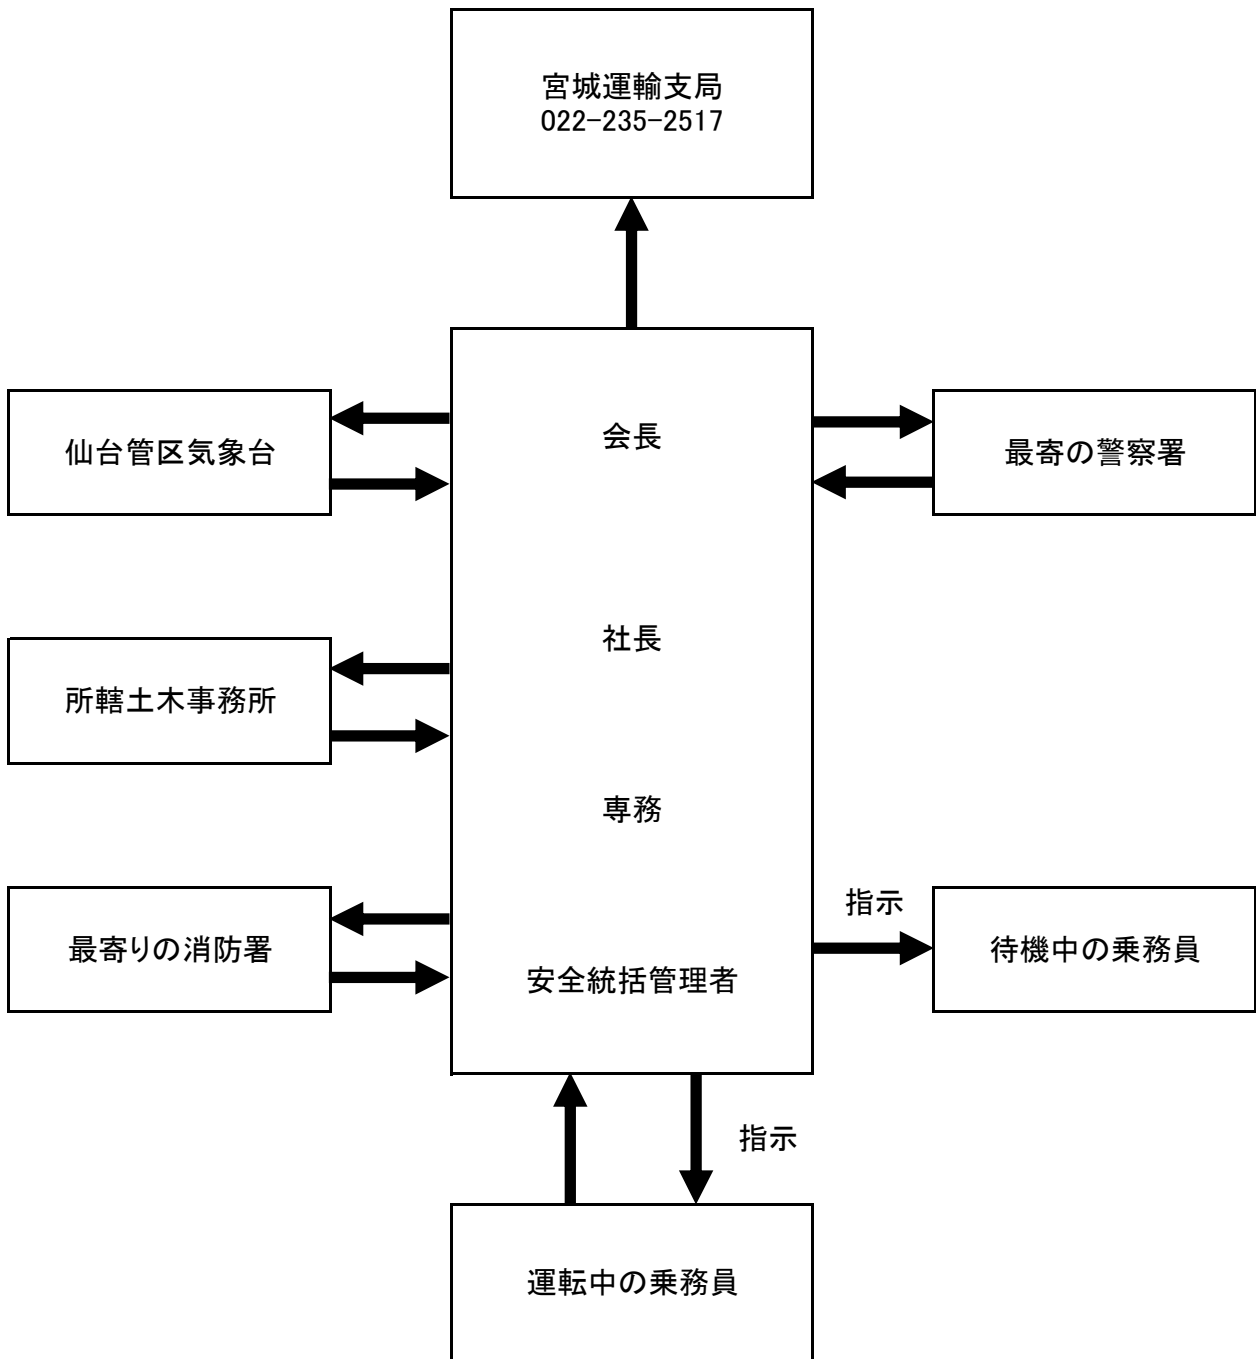 宮城運輸支局
022-235-2517
仙台管区気象台
会長
最寄の警察署
社長
所轄土木事務所
専務
指示
最寄りの消防署
待機中の乗務員
安全統括管理者
指示
運転中の乗務員